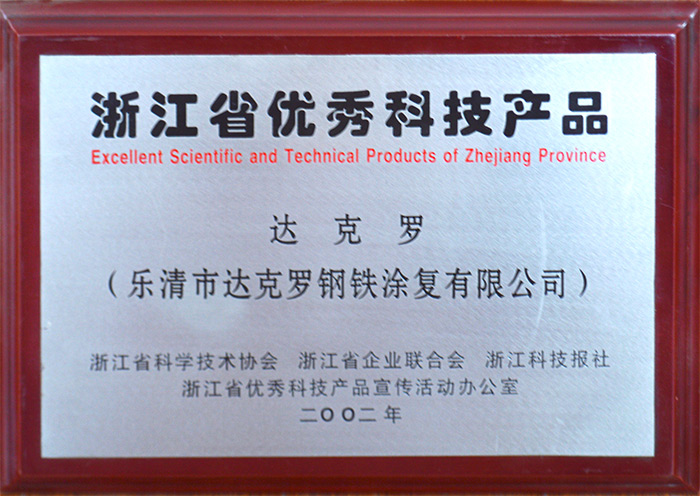 浙江省优秀科技产品
Excellent Scientific and Technical Products of Zhejiang Province
达 克 罗
（乐清市达克罗钢铁涂复有限公司）
浙江省科学技术协会 浙江省企业联合会 浙江科技报社
浙江省优秀科技产品宣传活动办公室
二〇〇二年